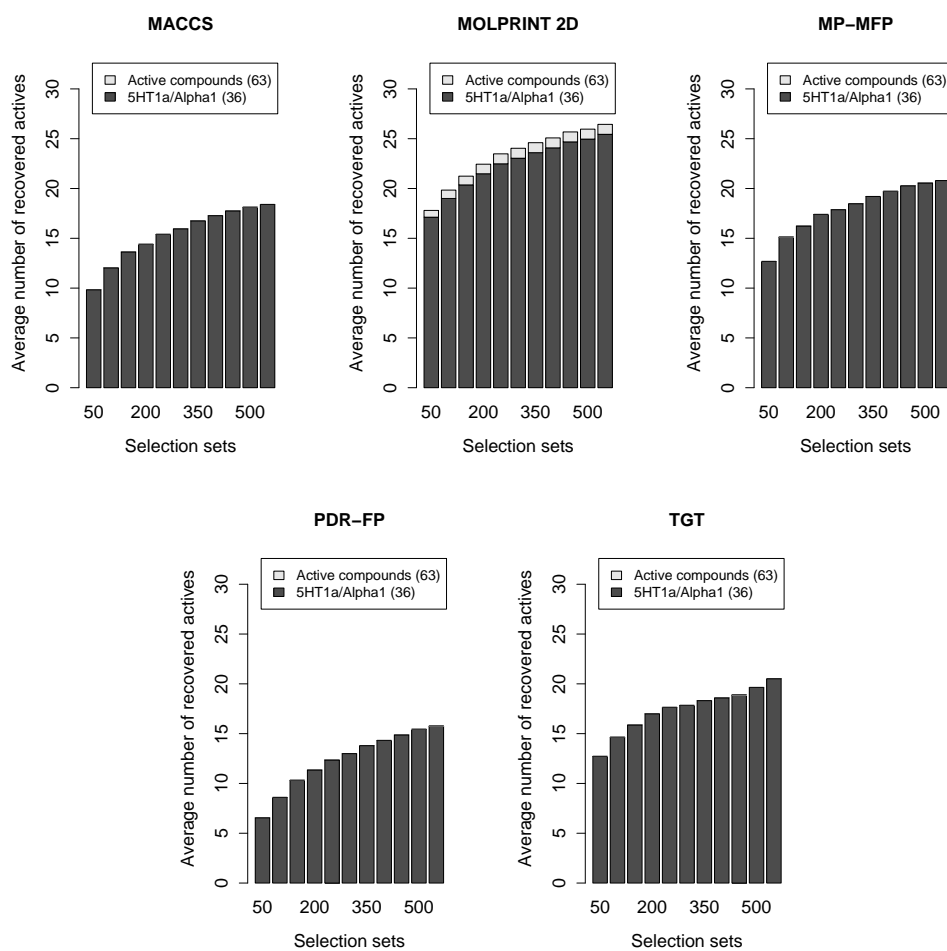 MACCS
Average number of recovered actives
30
25
20
15
10
5
0
Active compounds (63)
5HT1a/Alpha1 (36)
50 200 350 500
Selection sets
MOLPRINT 2D
Average number of recovered actives
30
25
20
15
10
5
0
Active compounds (63)
5HT1a/Alpha1 (36)
50 200 350 500
Selection sets
MP−MFP
Average number of recovered actives
30
25
20
15
10
5
0
Active compounds (63)
5HT1a/Alpha1 (36)
50 200 350 500
Selection sets
PDR−FP
Average number of recovered actives
30
25
20
15
10
5
0
Active compounds (63)
5HT1a/Alpha1 (36)
50 200 350 500
Selection sets
TGT
Average number of recovered actives
30
25
20
15
10
5
0
Active compounds (63)
5HT1a/Alpha1 (36)
50 200 350 500
Selection sets